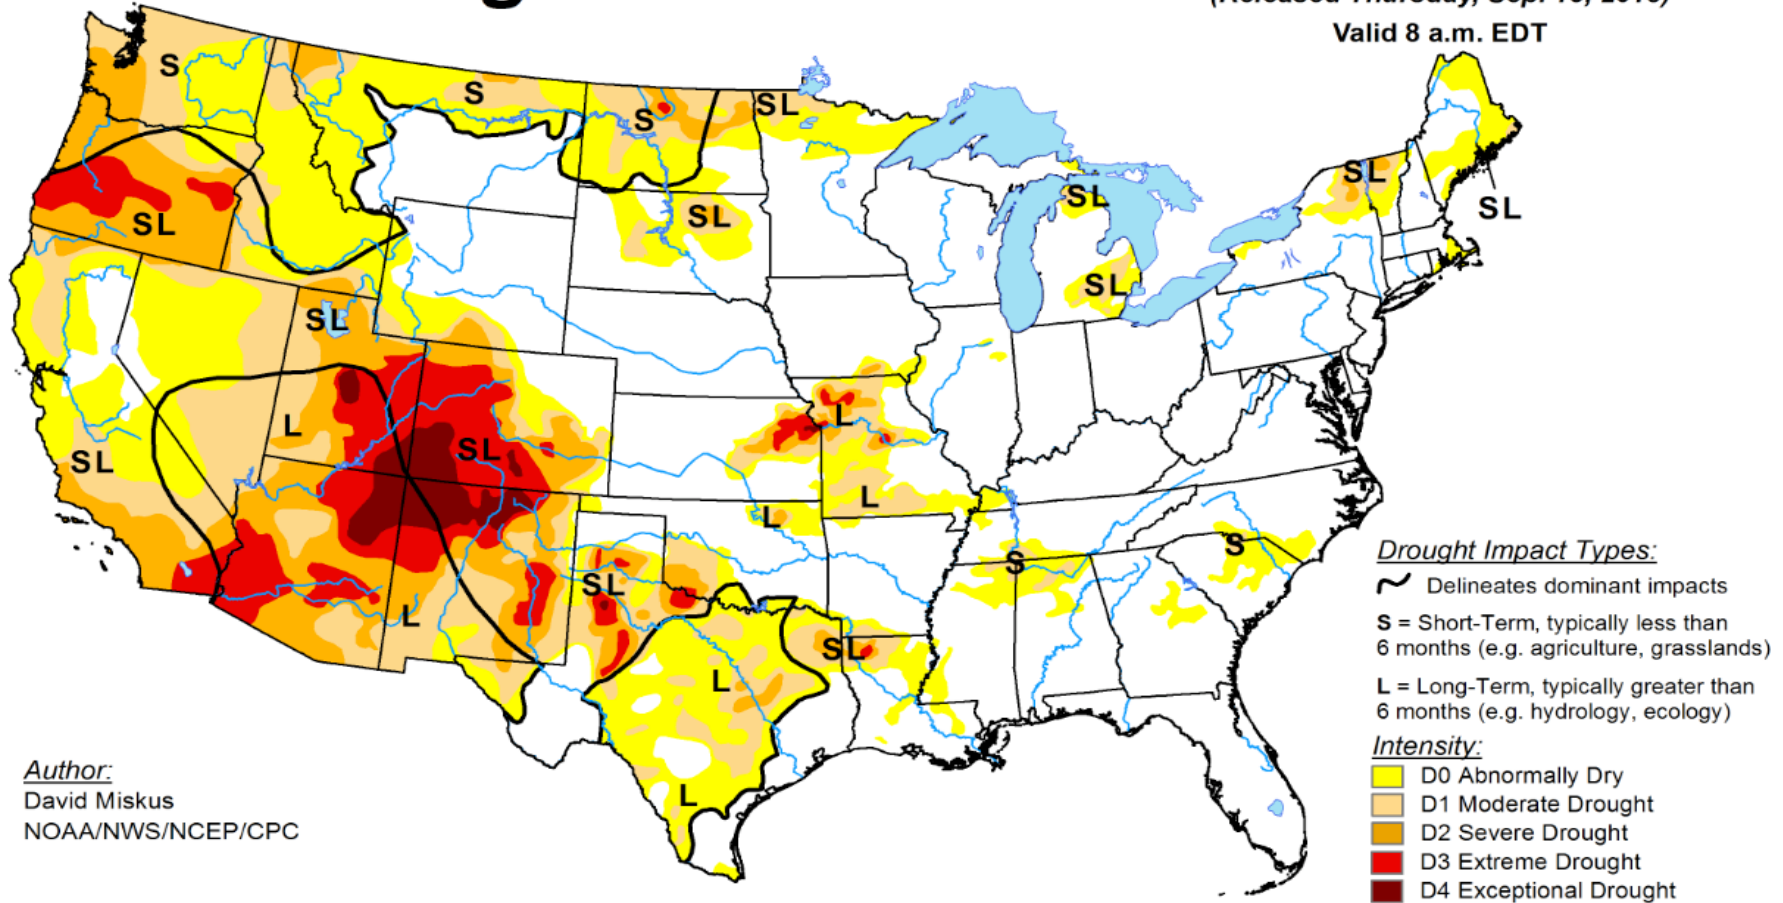 Valid 8 a.m. EDT
S
S
S
SL
SL
SL
SL
SL
SL
SL
SL
SL
L
L
SL
SL
L
L
S
S
SL
L
SL
L
L
Drought Impact Types:
Delineates dominant impacts
S = Short-Term, typically less than
6 months (e.g. agriculture, grasslands)
L = Long-Term, typically greater than
6 months (e.g. hydrology, ecology)
Intensity:
D0 Abnormally Dry
D1 Moderate Drought
D2 Severe Drought
D3 Extreme Drought
D4 Exceptional Drought
Author:
David Miskus
NOAA/NWS/NCEP/CPC